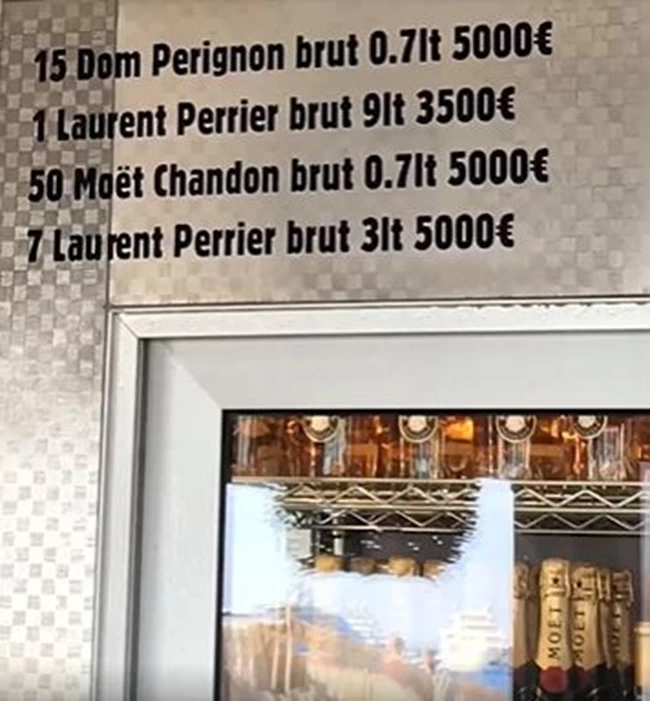 15 Dom Perignon brut 0.7lt 5000€
1 Laurent Perrier brut 9lt 3500€
50 Moët Chandon brut 0.7lt 5000€
7 Laurent Perrier brut 3lt 5000€
MOËT MOËT